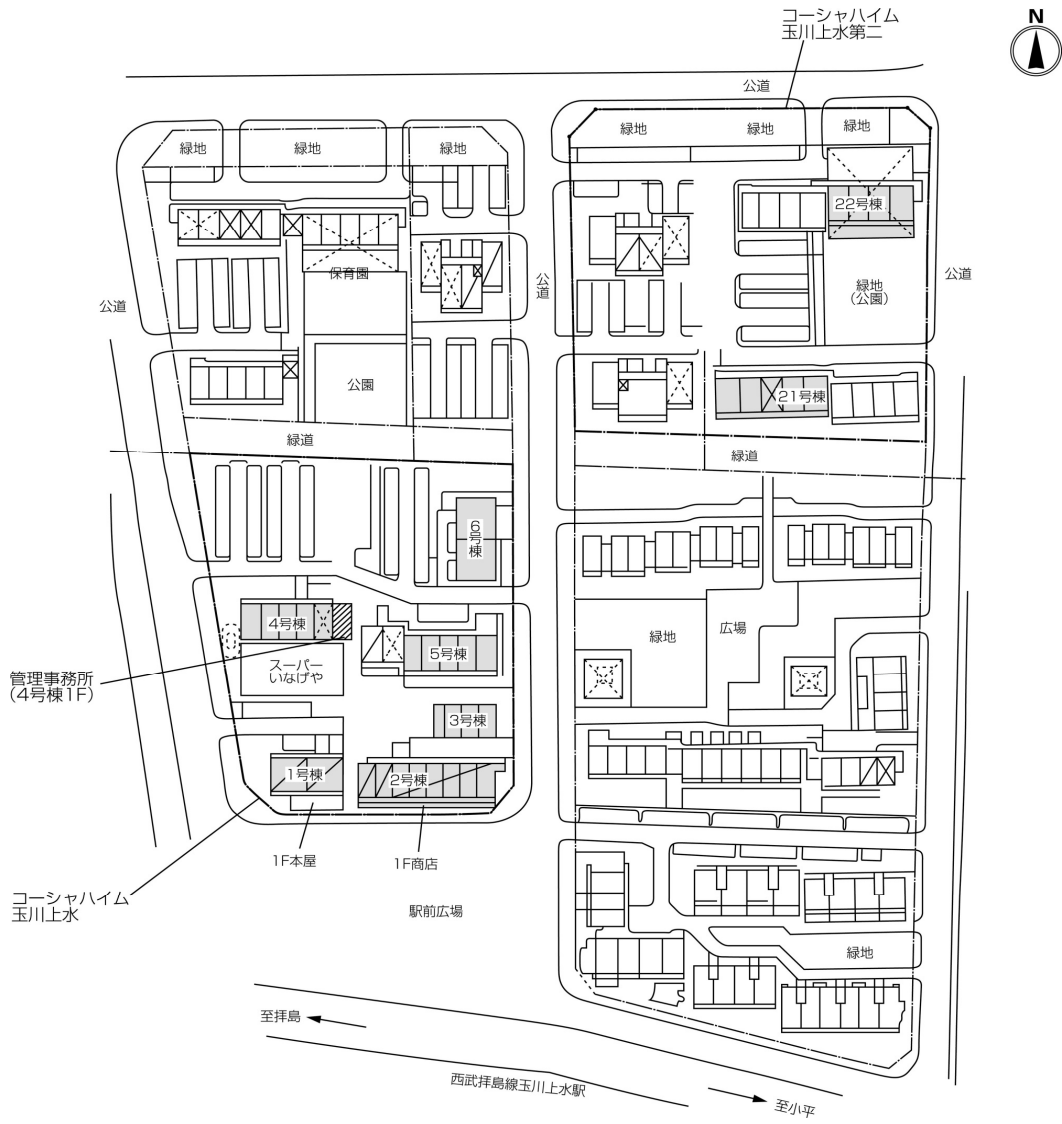 コーシャハイム
玉川上水第二
N
公道
緑地
緑地
緑地
緑地
緑地
緑地
22号棟
保育園
公道
公道
緑地
(公園)
公道
公園
21号棟
緑道
緑道
6号棟
4号棟
5号棟
緑地
広場
スーパー
いなげや
管理事務所
(4号棟1F)
3号棟
1号棟
2号棟
1F本屋
1F商店
コーシャハイム
玉川上水
駅前広場
緑地
至拝島
西武拝島線玉川上水駅
至小平